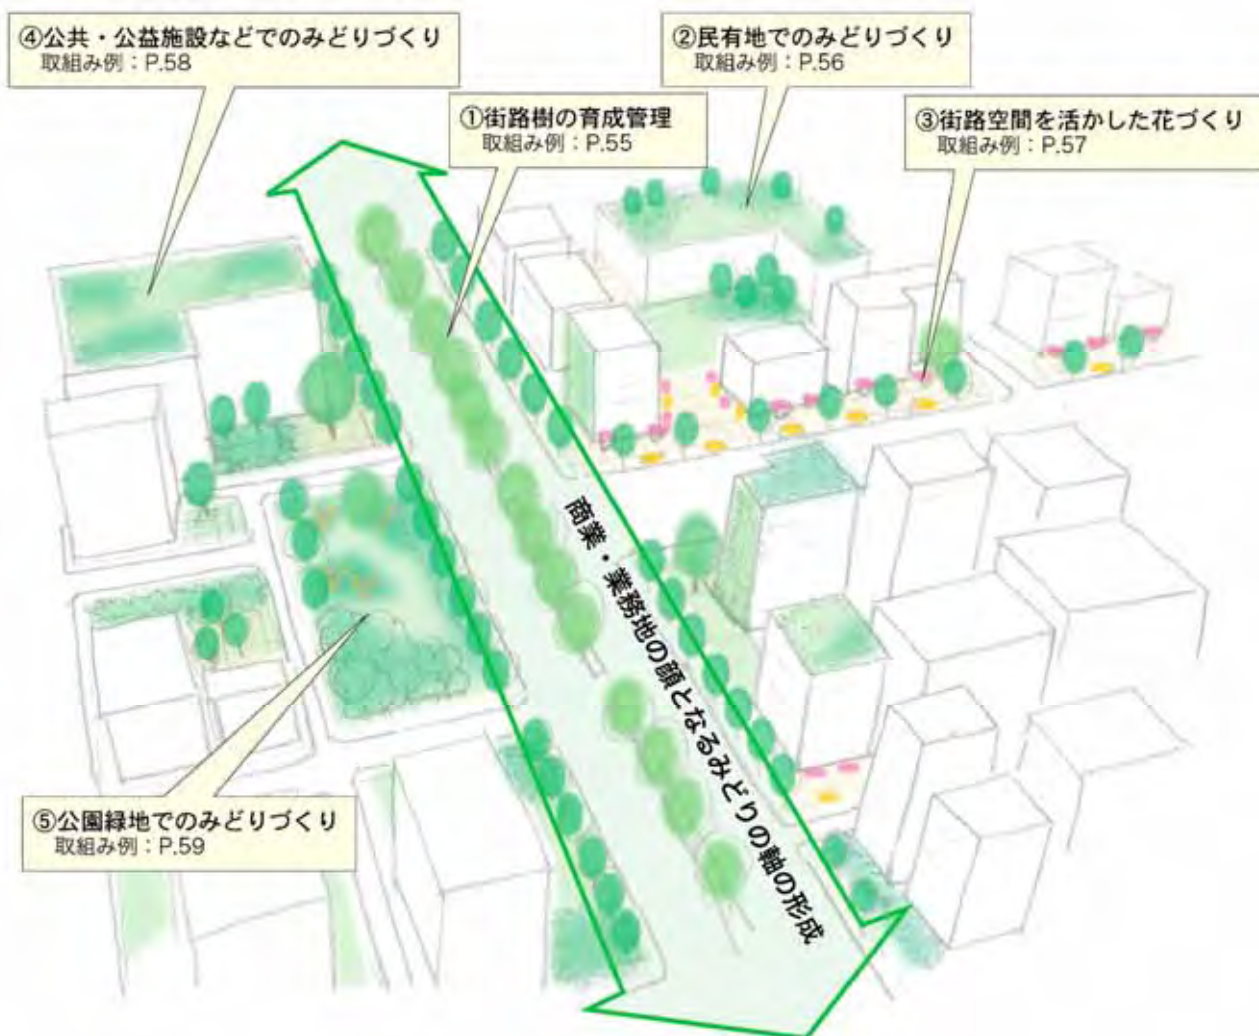 ④公共・公益施設などでのみどりづくり
取組み例：P.58
②民有地でのみどりづくり
取組み例：P.56
①街路樹の育成管理
取組み例：P.55
③街路空間を活かした花づくり
取組み例：P.57
商業・業務地の顔となるみどりの軸の形成
⑤公園緑地でのみどりづくり
取組み例：P.59